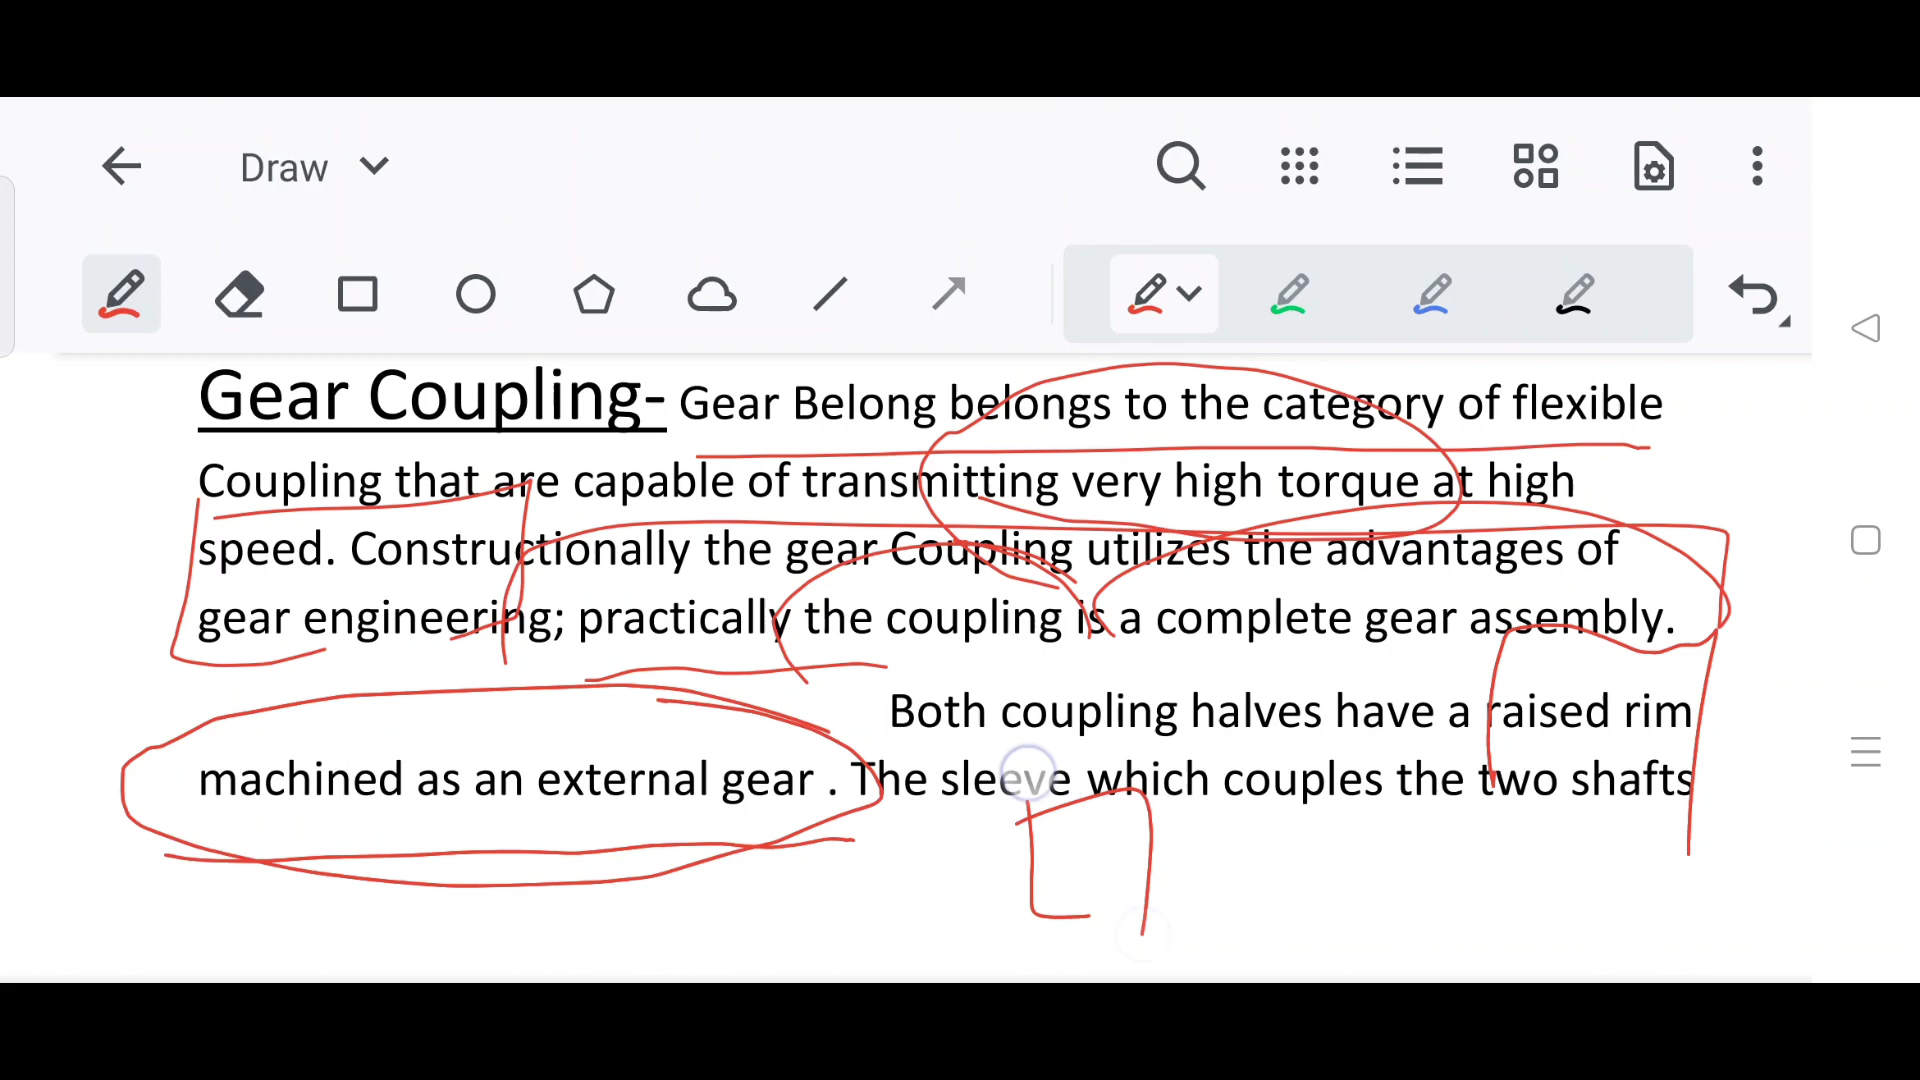 Draw
Gear Coupling- Gear Belong belongs to the category of flexible
Coupling that are capable of transmitting very high torque at high
speed. Constructionally the gear Coupling utilizes the advantages of
gear engineering; practically the coupling is a complete gear assembly.
Both coupling halves have a raised rim
machined as an external gear . The sleeve which couples the two shafts